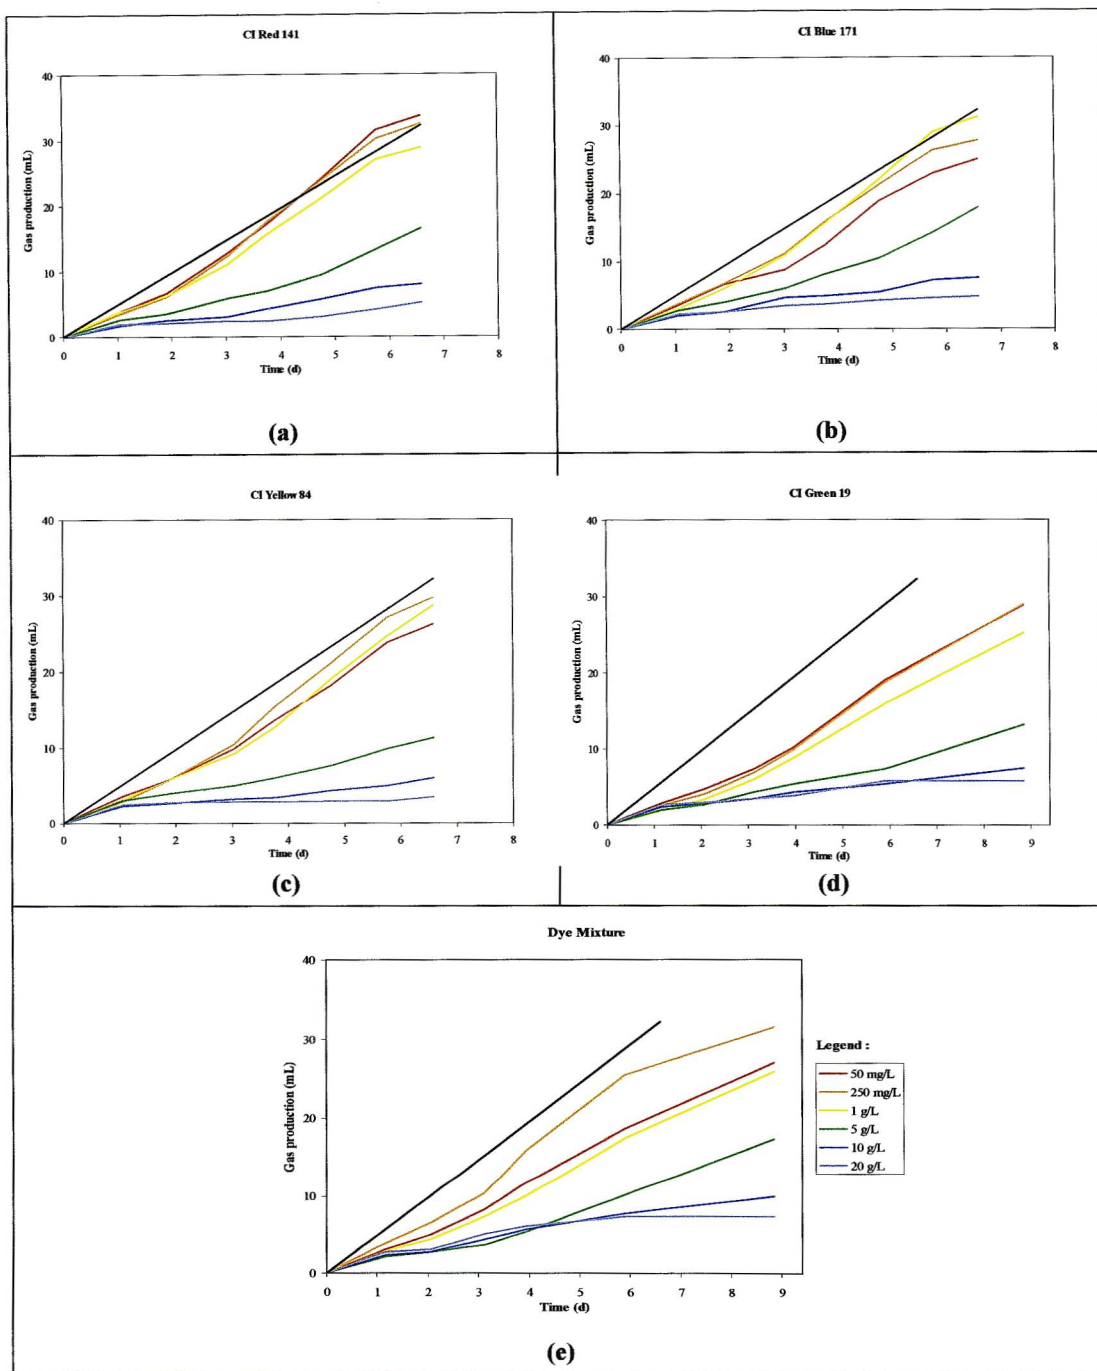 CI Red 141
40
30
20
10
0
Gas production (mL)
0 1 2 3 4 5 6 7 8
Time (d)
(a)
CI Blue 171
40
30
20
10
0
Gas production (mL)
0 1 2 3 4 5 6 7 8
Time (d)
(b)
CI Yellow 84
40
30
20
10
0
Gas production (mL)
0 1 2 3 4 5 6 7 8
Time (d)
(c)
CI Green 19
40
30
20
10
0
Gas production (mL)
0 1 2 3 4 5 6 7 8 9
Time (d)
(d)
Dye Mixture
40
30
20
10
0
Gas production (mL)
0 1 2 3 4 5 6 7 8 9
Time (d)
Legend :
50 mg/L
250 mg/L
1 g/L
5 g/L
10 g/L
20 g/L
(e)